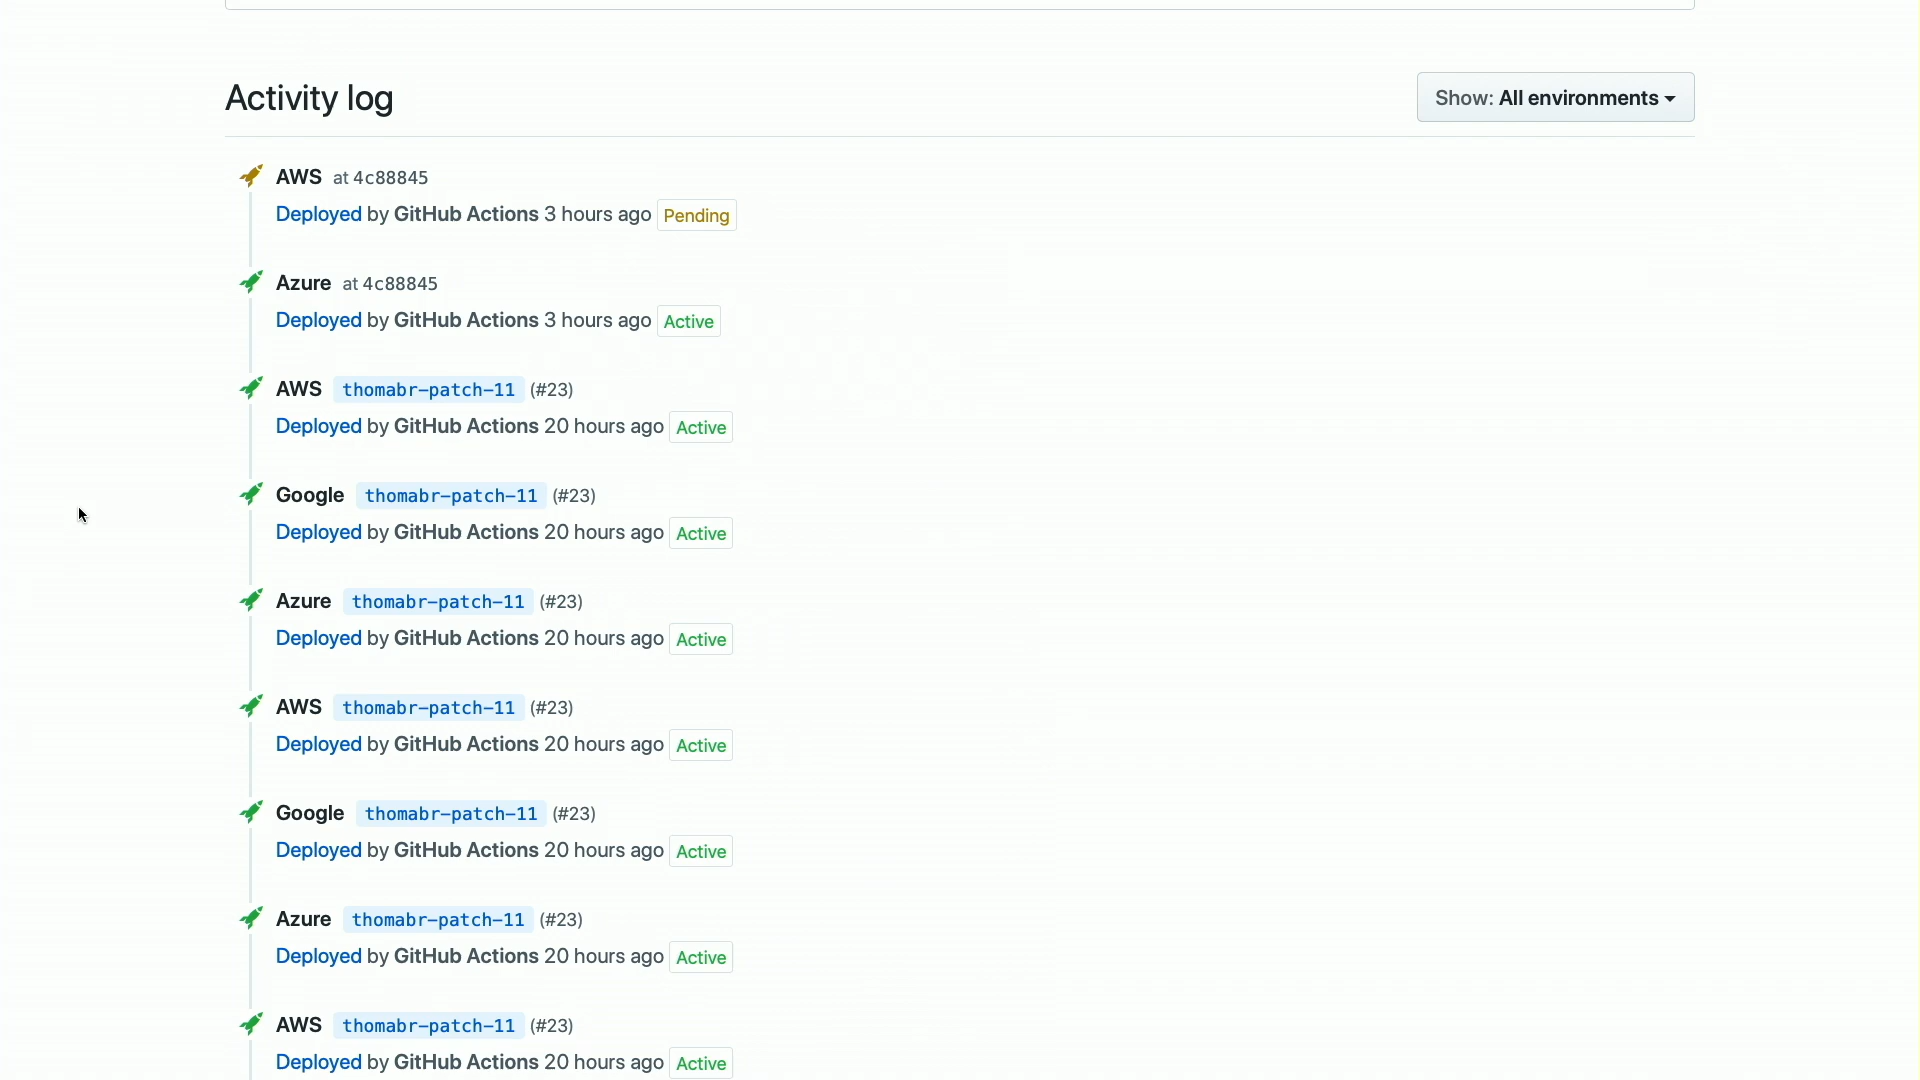 Activity log
Show: All environments
AWS at 4c88845
Deployed by GitHub Actions 3 hours ago Pending
Azure at 4c88845
Deployed by GitHub Actions 3 hours ago Active
AWS thomabr-patch-11 (#23)
Deployed by GitHub Actions 20 hours ago Active
Google thomabr-patch-11 (#23)
Deployed by GitHub Actions 20 hours ago Active
Azure thomabr-patch-11 (#23)
Deployed by GitHub Actions 20 hours ago Active
AWS thomabr-patch-11 (#23)
Deployed by GitHub Actions 20 hours ago Active
Google thomabr-patch-11 (#23)
Deployed by GitHub Actions 20 hours ago Active
Azure thomabr-patch-11 (#23)
Deployed by GitHub Actions 20 hours ago Active
AWS thomabr-patch-11 (#23)
Deployed by GitHub Actions 20 hours ago Active